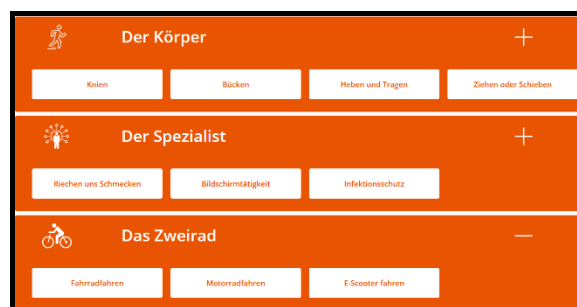 Der Körper
Knien Bücken Heben und Tragen Ziehen oder Schieben
Der Spezialist
Riechen uns Schmecken Bildschirmtätigkeit Infektionsschutz
Das Zweirad
Fahrradfahren Motorradfahren E-Scooter fahren